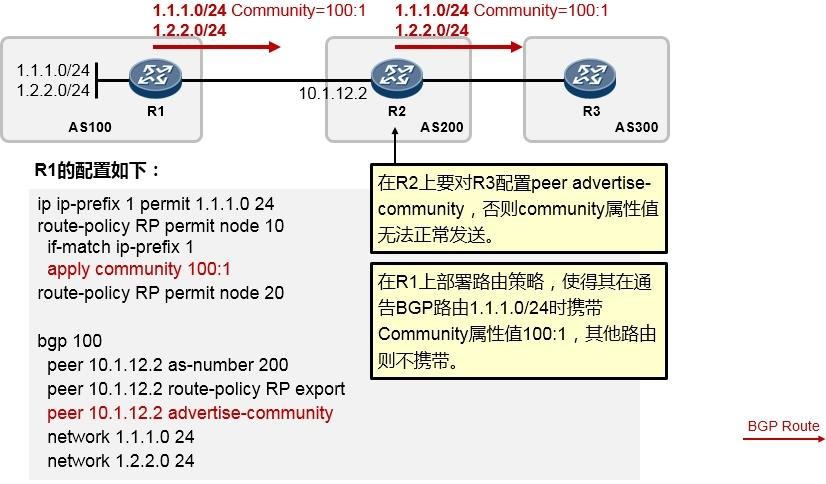 1.1.1.0/24 Community=100:1
1.2.2.0/24
1.1.1.0/24 Community=100:1
1.2.2.0/24
1.1.1.0/24
1.2.2.0/24
R1
AS100
10.1.12.2
R2
AS200
R3
AS300
R1的配置如下：
ip ip-prefix 1 permit 1.1.1.0 24
route-policy RP permit node 10
if-match ip-prefix 1
apply community 100:1
route-policy RP permit node 20
bgp 100
peer 10.1.12.2 as-number 200
peer 10.1.12.2 route-policy RP export
peer 10.1.12.2 advertise-community
network 1.1.1.0 24
network 1.2.2.0 24
在R2上要对R3配置peer advertise-
community，否则community属性值
无法正常发送。
在R1上部署路由策略，使得其在通
告BGP路由1.1.1.0/24时携带
Community属性值100:1，其他路由
则不携带。
BGP Route